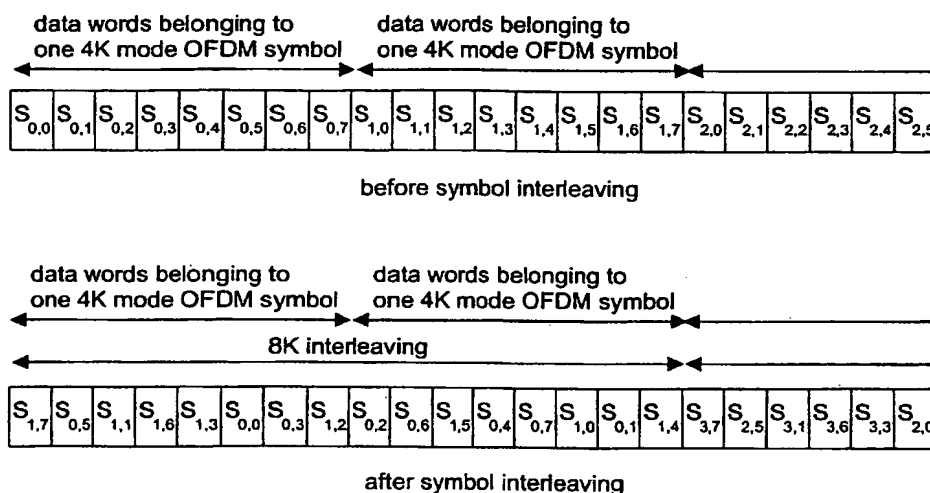 data words belonging to data words belonging to
one 4K mode OFDM symbol one 4K mode OFDM symbol
S0,0 S0,1 S0,2 S0,3 S0,4 S0,5 S0,6 S0,7 S1,0 S1,1 S1,2 S1,3 S1,4 S1,5 S1,6 S1,7 S2,0 S2,1 S2,2 S2,3 S2,4 S2,5
before symbol interleaving
data words belonging to data words belonging to
one 4K mode OFDM symbol one 4K mode OFDM symbol
8K interleaving
S1,7 S0,5 S1,1 S1,6 S1,3 S0,0 S0,3 S1,2 S0,2 S0,6 S1,5 S0,4 S0,7 S1,0 S0,1 S1,4 S3,7 S2,5 S3,1 S3,6 S3,3 S2,0
after symbol interleaving